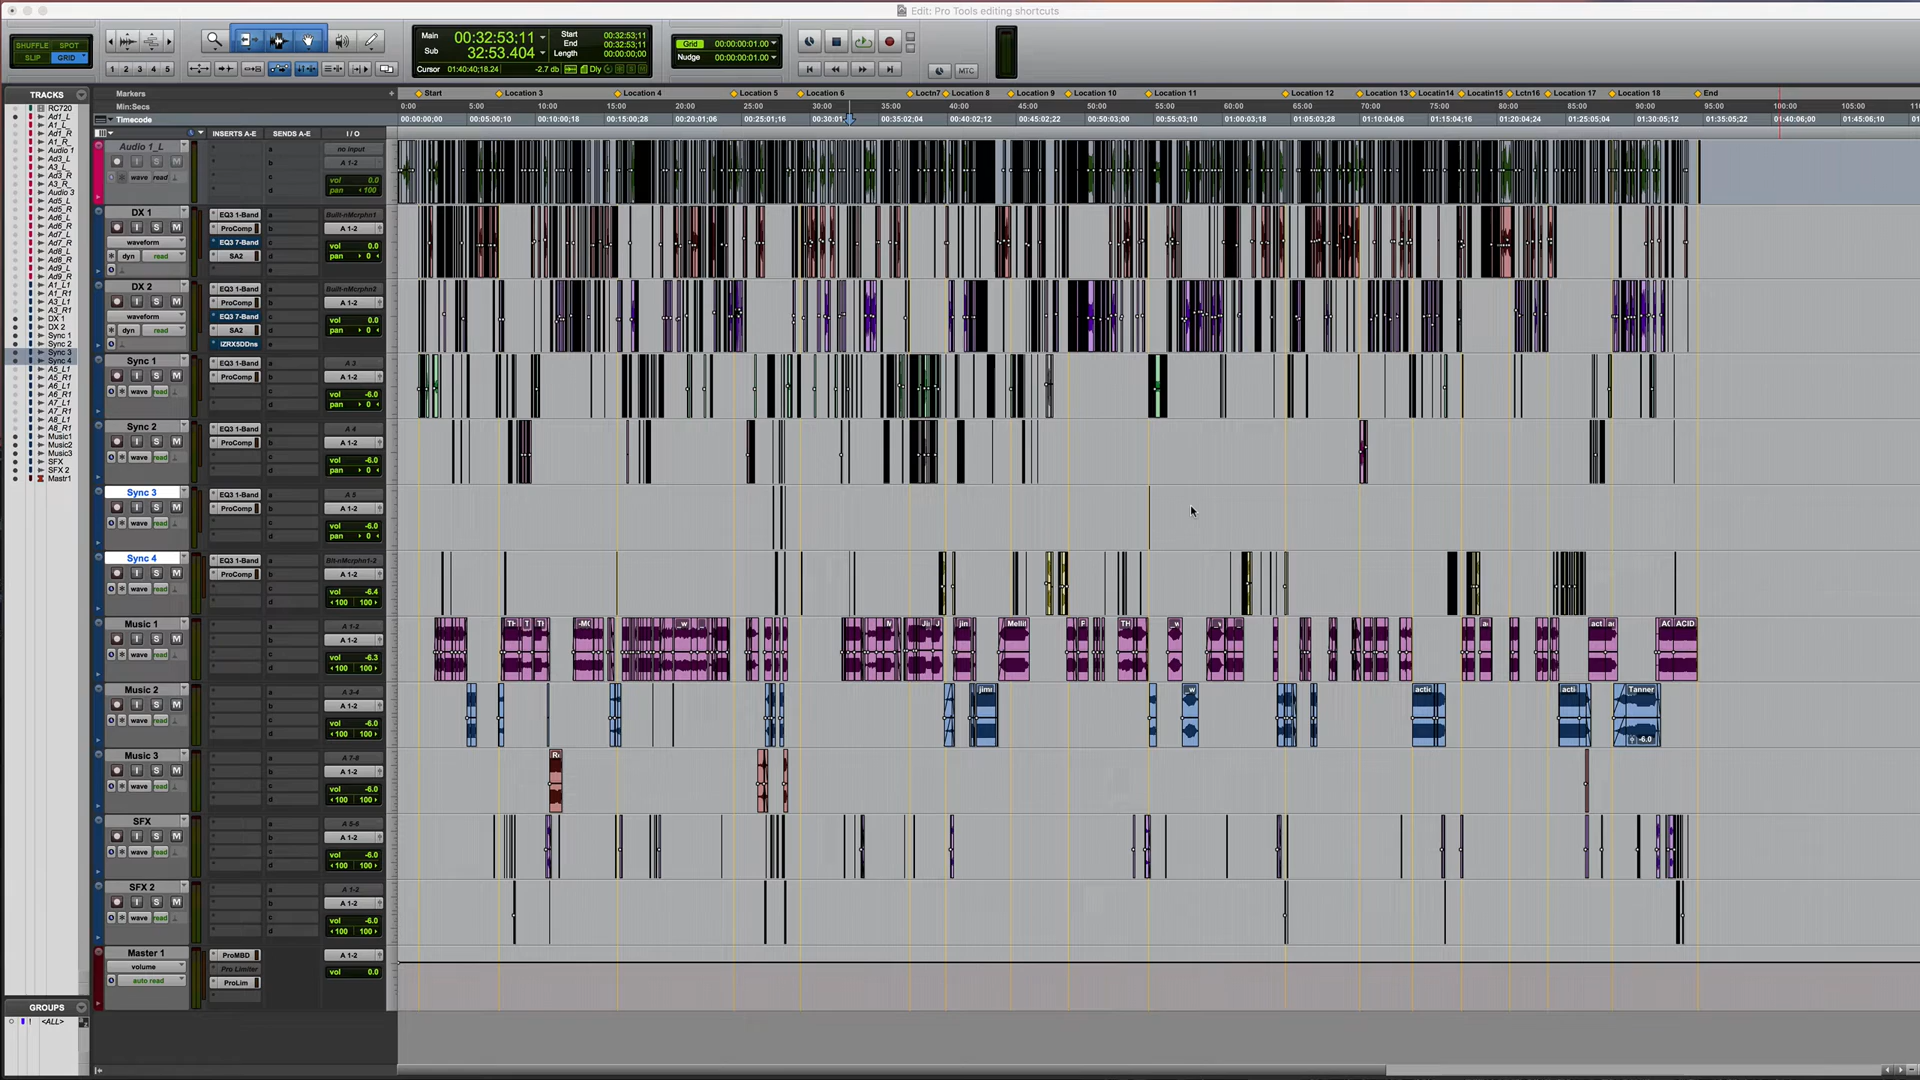 Edit: Pro Tools editing shortcuts
SHUFFLE SPOT
SLIP GRID
1 2 3 4 5
Main 00:32:53;11
Sub 32:53.404
Start 00:32:53;11
End 00:32:53;11
Length 00:00:00;00
Cursor 01:40:40;18.24 -2.7 db Dly
Grid 00:00:00;01.00
Nudge 00:00:00;01.00
MTC
TRACKS
RC720
Ad1_L
A1_L
Ad1_R
A1_R
Audio 1
Ad3_L
A3_L
Ad3_R
A3_R
Audio 3
Ad5_L
Ad5_R
Ad6_L
Ad6_R
Ad7_L
Ad7_R
Ad8_L
Ad8_R
Ad9_L
Ad9_R
A1_L1
A1_R1
A3_L1
A3_R1
DX 1
DX 2
Sync 1
Sync 2
Sync 3
Sync 4
A5_L1
A5_R1
A6_L1
A6_R1
A7_L1
A7_R1
A8_L1
A8_R1
Music1
Music2
Music3
SFX
SFX 2
Mastr1
GROUPS
! <ALL>
Markers
Start Location 3 Location 4 Location 5 Location 6 Loctn7 Location 8 Location 9 Location 10 Location 11 Location 12 Location 13 Locatin14 Locatin15 Lctn16 Location 17 Location 18 End
Min:Secs
0:00 5:00 10:00 15:00 20:00 25:00 30:00 35:00 40:00 45:00 50:00 55:00 60:00 65:00 70:00 75:00 80:00 85:00 90:00 95:00 100:00 105:00
Timecode
00:00:00;00 00:05:00;10 00:10:00;18 00:15:00;28 00:20:01;06 00:25:01;16 00:35:02;04 00:40:02;12 00:45:02;22 00:50:03;00 00:55:03;10 01:00:03;18 01:05:03;28 01:10:04;06 01:15:04;16 01:20:04;24 01:25:05;04 01:30:05;12 01:35:05;22 01:40:06;00 01:45:06;10
INSERTS A-E SENDS A-E I / O
Audio 1_L
wave read
no input
A 1-2
vol 0.0
pan 100
DX 1
waveform
dyn read
EQ3 1-Band
ProComp
EQ3 7-Band
SA2
Built-nMcrphn1
A 1-2
vol 0.0
pan 0
DX 2
waveform
dyn read
EQ3 1-Band
ProComp
EQ3 7-Band
SA2
iZRX5DDns
Built-nMcrphn2
A 1-2
vol 0.0
pan 0
Sync 1
wave read
EQ3 1-Band
ProComp
A 3
A 1-2
vol -6.0
pan 0
Sync 2
wave read
EQ3 1-Band
ProComp
A 4
A 1-2
vol -6.0
pan 0
Sync 3
wave read
EQ3 1-Band
ProComp
A 5
A 1-2
vol -6.0
pan 0
Sync 4
wave read
EQ3 1-Band
ProComp
Blt-nMcrphn1-2
A 1-2
vol -6.4
100 100
Music 1
wave read
A 1-2
A 1-2
vol -6.3
100 100
Music 2
wave read
A 3-4
A 1-2
vol -6.0
100 100
Tanner
-6.0
Music 3
wave read
A 7-8
A 1-2
vol -6.0
100 100
SFX
wave read
A 5-6
A 1-2
vol -6.0
100 100
SFX 2
wave read
A 1-2
A 1-2
vol -6.0
100 100
Master 1
volume
auto read
ProMBD
Pro Limiter
ProLim
A 1-2
vol 0.0